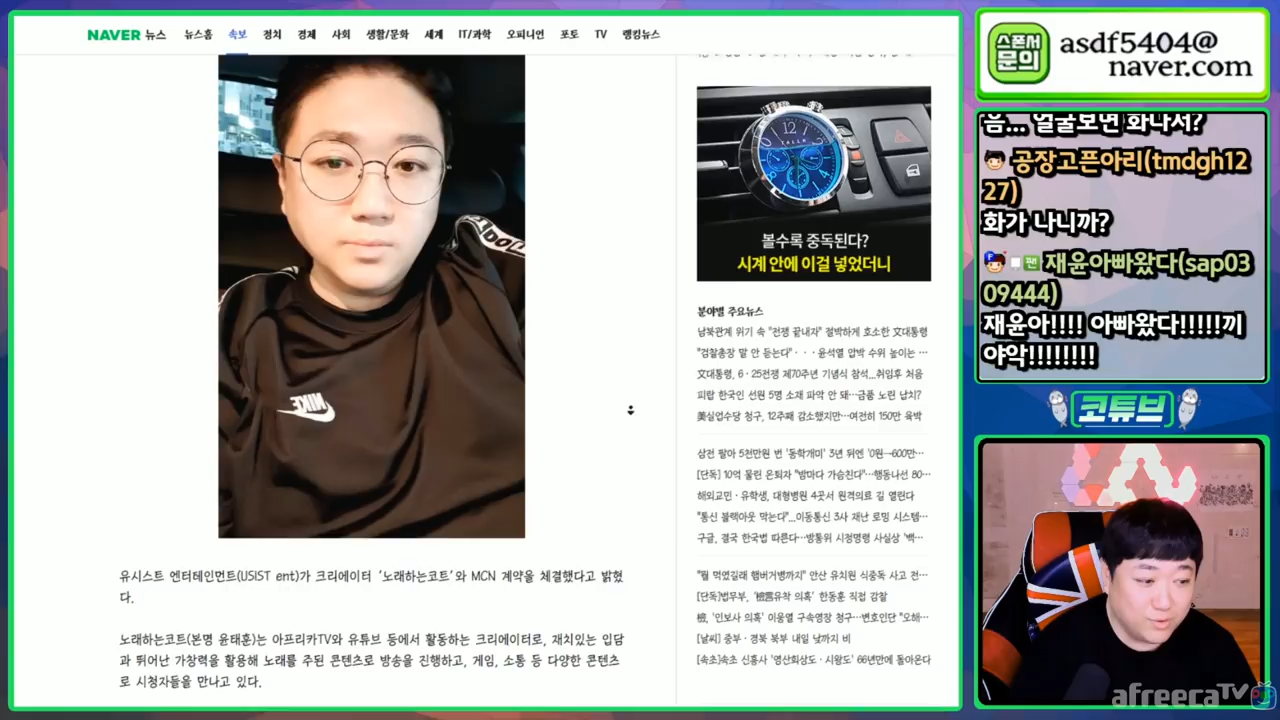 NAVER 뉴스 뉴스홈 속보 정치 경제 사회 생활/문화 세계 IT/과학 오피니언 포토 TV 랭킹뉴스
NIKE
유시스트 엔터테인먼트(USIST ent)가 크리에이터 '노래하는코트'와 MCN 계약을 체결했다고 밝혔
다.
노래하는코트(본명 윤태훈)는 아프리카TV와 유튜브 등에서 활동하는 크리에이터로, 재치있는 입담
과 뛰어난 가창력을 활용해 노래를 주된 콘텐츠로 방송을 진행하고, 게임, 소통 등 다양한 콘텐츠
로 시청자들을 만나고 있다.
볼수록 중독된다?
시계 안에 이걸 넣었더니
분야별 주요뉴스
남북관계 위기 속 "전쟁 끝내자" 절박하게 호소한 文대통령
"검찰총장 말 안 듣는다"···윤석열 압박 수위 높이는 …
文대통령, 6·25전쟁 제70주년 기념식 참석…취임후 처음
피랍 한국인 선원 5명 소재 파악 안 돼…금품 노린 납치?
美실업수당 청구, 12주째 감소했지만…여전히 150만 육박
삼전 팔아 5천만원 번 '동학개미' 3년 뒤엔 '0원→600만…
[단독] 10억 물린 은퇴자 "밤마다 가슴친다"…행동나선 80…
해외교민·유학생, 대형병원 4곳서 원격의료 길 열린다
"통신 블랙아웃 막는다"…이동통신 3사 재난 로밍 시스템…
구글, 결국 한국법 따른다…방통위 시정명령 사실상 '백…
"뭘 먹였길래 햄버거병까지" 안산 유치원 식중독 사고 전…
[단독]법무부, '檢言유착 의혹' 한동훈 직접 감찰
檢, '인보사 의혹' 이웅열 구속영장 청구…변호인단 "오해…
[날씨] 중부·경북 북부 내일 낮까지 비
[속초]속초 신흥사 '영산회상도·시왕도' 66년만에 돌아온다
스폰서
문의
asdf5404@
naver.com
음... 얼굴보면 화나서?
공장고픈아리(tmdgh12
27)
화가 나니까?
팬 재윤아빠왔다(sap03
09444)
재윤아!!!! 아빠왔다!!!!!끼
야악!!!!!!!!
코튜브
afreecaTV